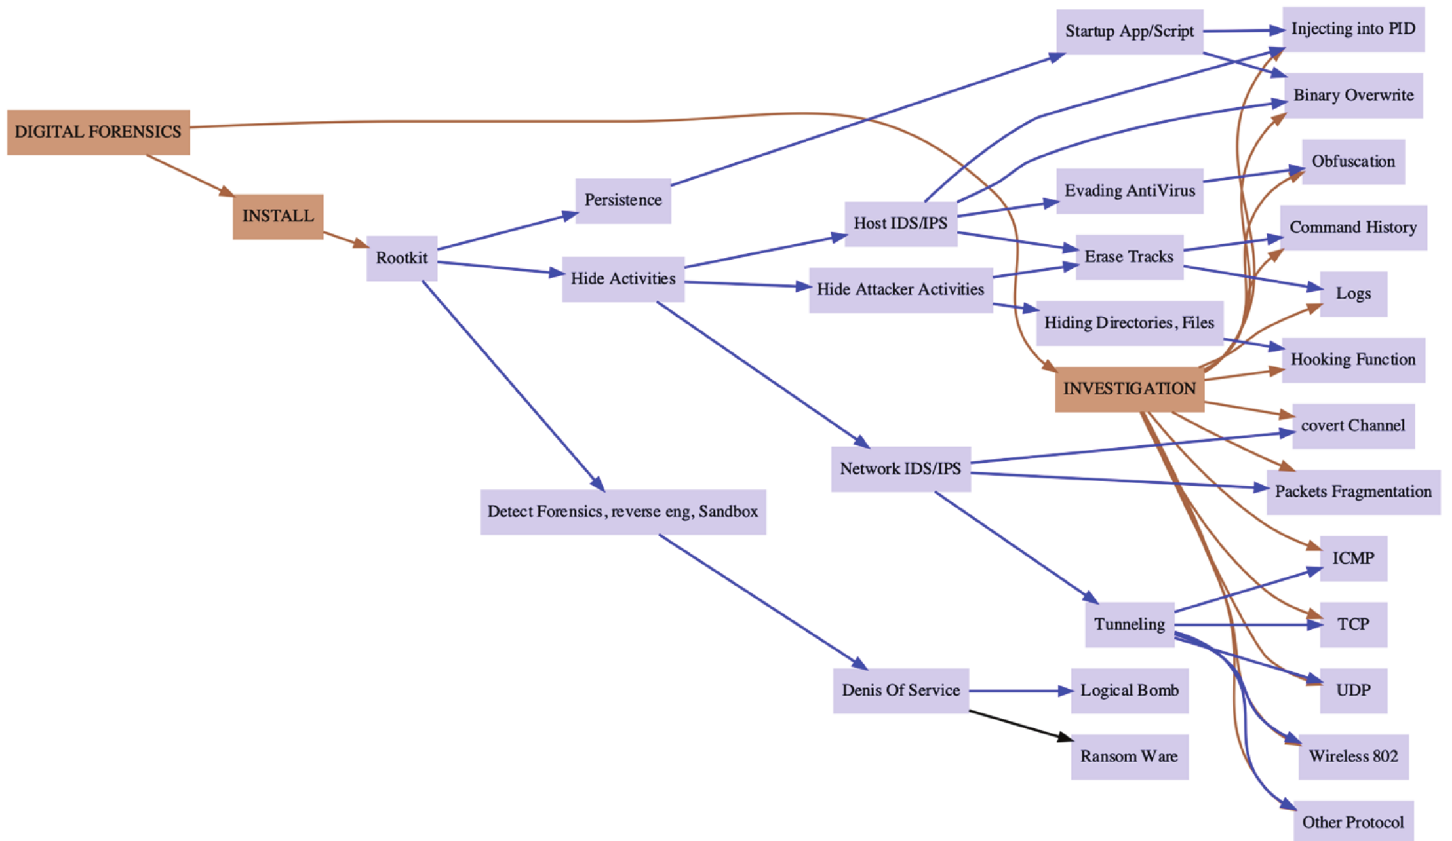 DIGITAL FORENSICS
INSTALL
Rootkit
Persistence
Hide Activities
Detect Forensics, reverse eng, Sandbox
Startup App/Script
Host IDS/IPS
Hide Attacker Activities
Network IDS/IPS
Denis Of Service
Evading AntiVirus
Erase Tracks
Hiding Directories, Files
INVESTIGATION
Tunneling
Logical Bomb
Ransom Ware
Injecting into PID
Binary Overwrite
Obfuscation
Command History
Logs
Hooking Function
covert Channel
Packets Fragmentation
ICMP
TCP
UDP
Wireless 802
Other Protocol